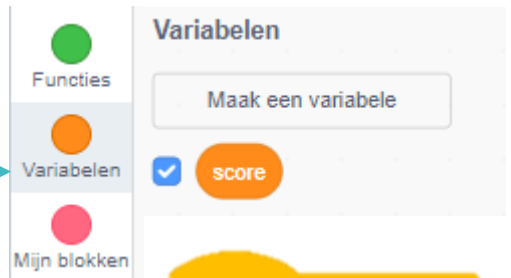 Variabelen
Functies
Maak een variabele
Variabelen
score
Mijn blokken